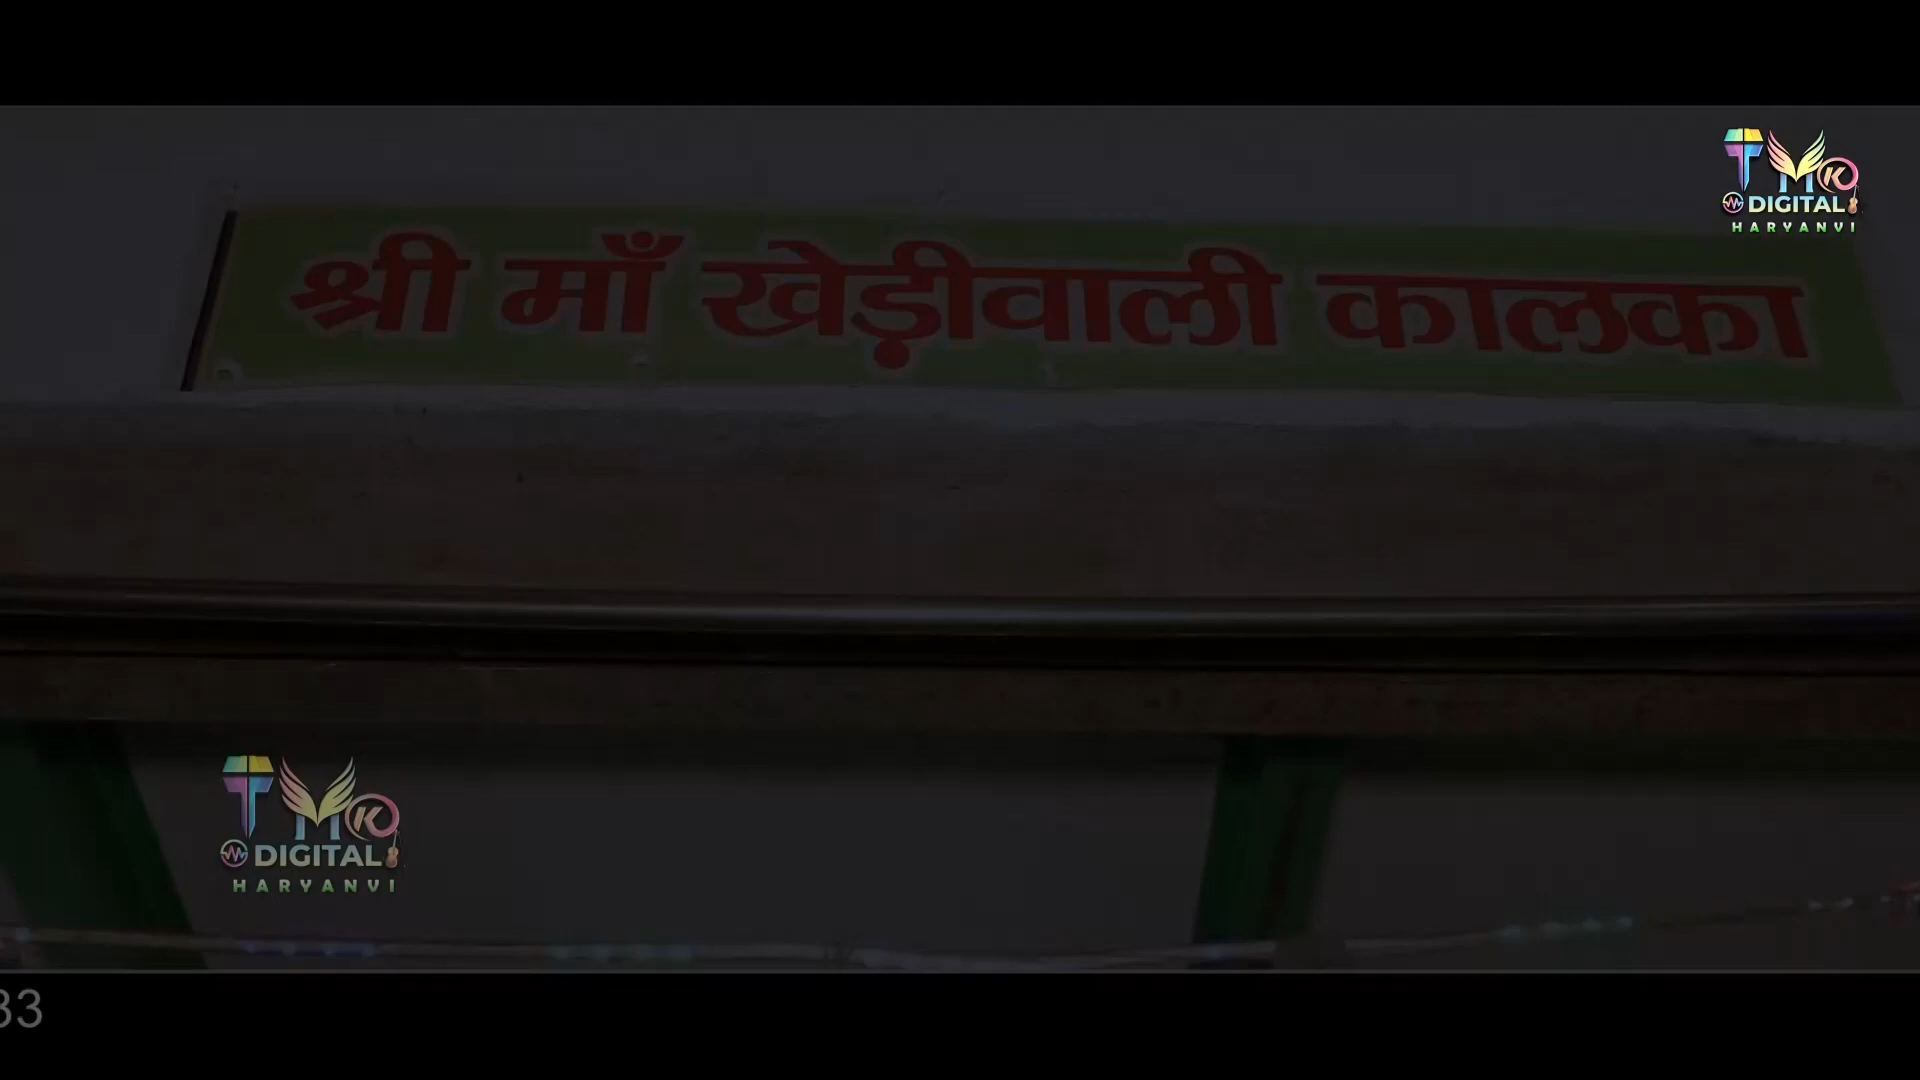 TMK
DIGITAL
HARYANVI
श्री माँ खेड़ीवाली कालका
TMK
DIGITAL
HARYANVI
33